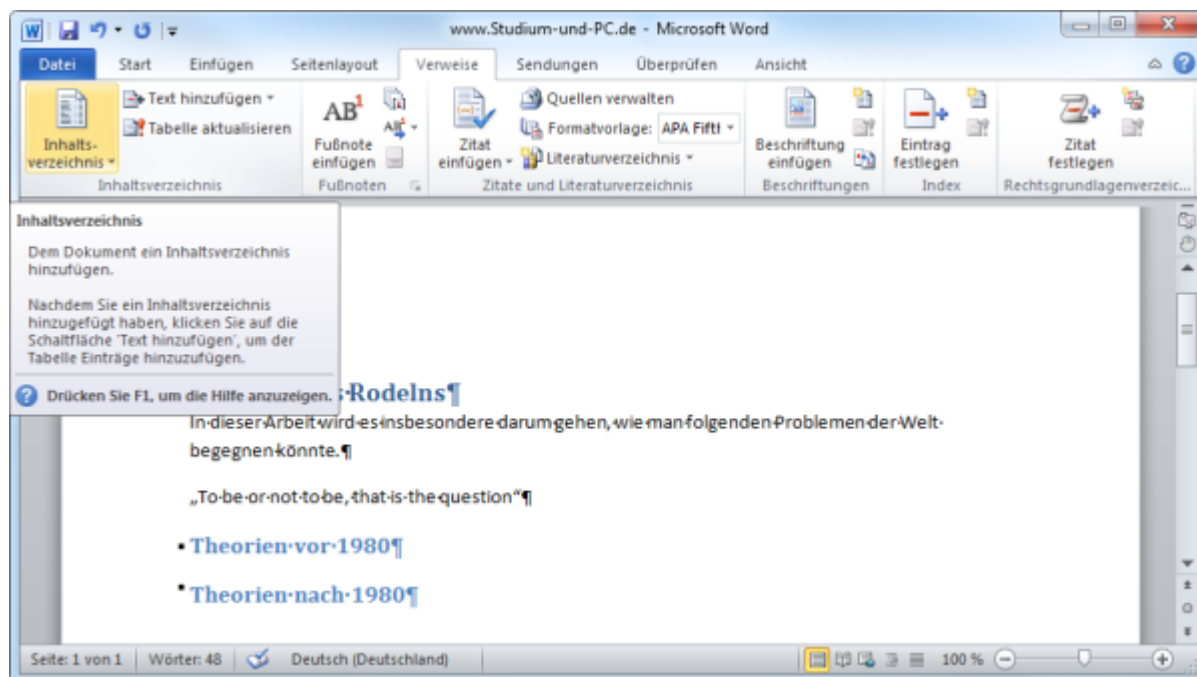 www.Studium-und-PC.de - Microsoft Word
Datei Start Einfügen Seitenlayout Verweise Sendungen Überprüfen Ansicht
Inhalts-
verzeichnis
Text hinzufügen
Tabelle aktualisieren
Inhaltsverzeichnis
AB1
Fußnote
einfügen
Fußnoten
Zitat
einfügen
Quellen verwalten
Formatvorlage: APA Fiftl
Literaturverzeichnis
Zitate und Literaturverzeichnis
Beschriftung
einfügen
Beschriftungen
Eintrag
festlegen
Index
Zitat
festlegen
Rechtsgrundlagenverzeic...
Inhaltsverzeichnis
Dem Dokument ein Inhaltsverzeichnis
hinzufügen.
Nachdem Sie ein Inhaltsverzeichnis
hinzugefügt haben, klicken Sie auf die
Schaltfläche 'Text hinzufügen', um der
Tabelle Einträge hinzuzufügen.
Drücken Sie F1, um die Hilfe anzuzeigen.
s·Rodelns¶
In·dieser·Arbeit·wird·es·insbesondere·darum·gehen,·wie·man·folgenden·Problemen·der·Welt·
begegnen·könnte.¶
„To·be·or·not·to·be,·that·is·the·question“¶
Theorien·vor·1980¶
Theorien·nach·1980¶
Seite: 1 von 1 Wörter: 48 Deutsch (Deutschland) 100 %